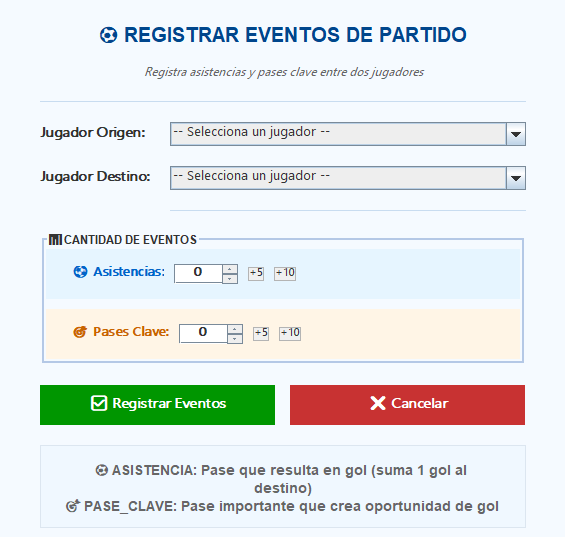 REGISTRAR EVENTOS DE PARTIDO
Registra asistencias y pases clave entre dos jugadores
Jugador Origen: -- Selecciona un jugador --
Jugador Destino: -- Selecciona un jugador --
CANTIDAD DE EVENTOS
Asistencias: 0 +5 +10
Pases Clave: 0 +5 +10
Registrar Eventos Cancelar
ASISTENCIA: Pase que resulta en gol (suma 1 gol al
destino)
PASE_CLAVE: Pase importante que crea oportunidad de gol